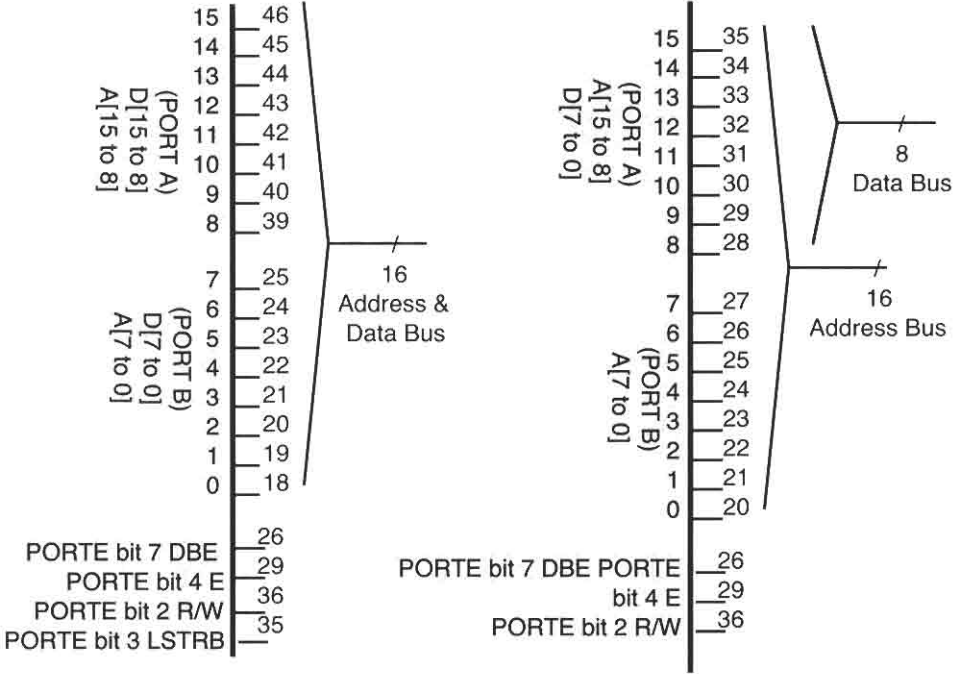 15 46
14 45
13 44
12 43
11 42
10 41
9 40
8 39
(PORT A)
D[15 to 8]
A[15 to 8]
7 25
6 24
5 23
4 22
3 21
2 20
1 19
0 18
(PORT B)
D[7 to 0]
A[7 to 0]
16
Address &
Data Bus
PORTE bit 7 DBE 26
PORTE bit 4 E 29
PORTE bit 2 R/W 36
PORTE bit 3 LSTRB 35
15 35
14 34
13 33
12 32
11 31
10 30
9 29
8 28
(PORT A)
A[15 to 8]
D[7 to 0]
7 27
6 26
5 25
4 24
3 23
2 22
1 21
0 20
(PORT B)
A[7 to 0]
8
Data Bus
16
Address Bus
PORTE bit 7 DBE PORTE 26
bit 4 E 29
PORTE bit 2 R/W 36